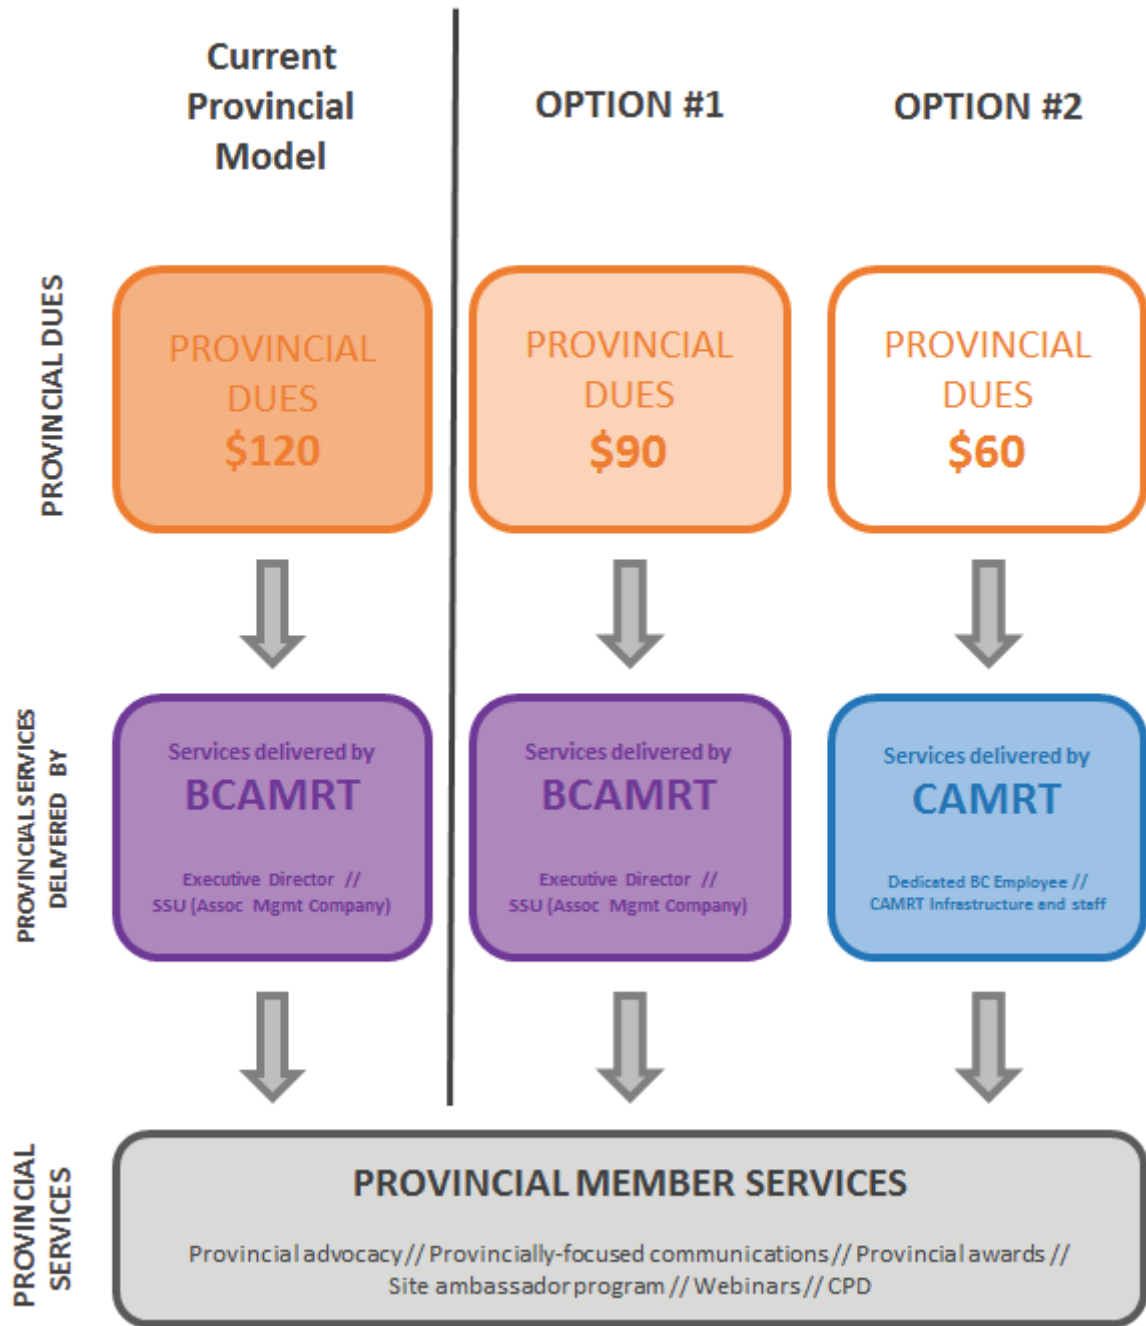 Current
Provincial
Model
OPTION #1
OPTION #2
PROVINCIAL DUES
PROVINCIAL
DUES
$120
PROVINCIAL
DUES
$90
PROVINCIAL
DUES
$60
PROVINCIAL SERVICES
DELIVERED BY
Services delivered by
BCAMRT
Executive Director //
SSU (Assoc Mgmt Company)
Services delivered by
BCAMRT
Executive Director //
SSU (Assoc Mgmt Company)
Services delivered by
CAMRT
Dedicated BC Employee //
CAMRT Infrastructure and staff
PROVINCIAL
SERVICES
PROVINCIAL MEMBER SERVICES
Provincial advocacy // Provincially-focused communications // Provincial awards //
Site ambassador program // Webinars // CPD